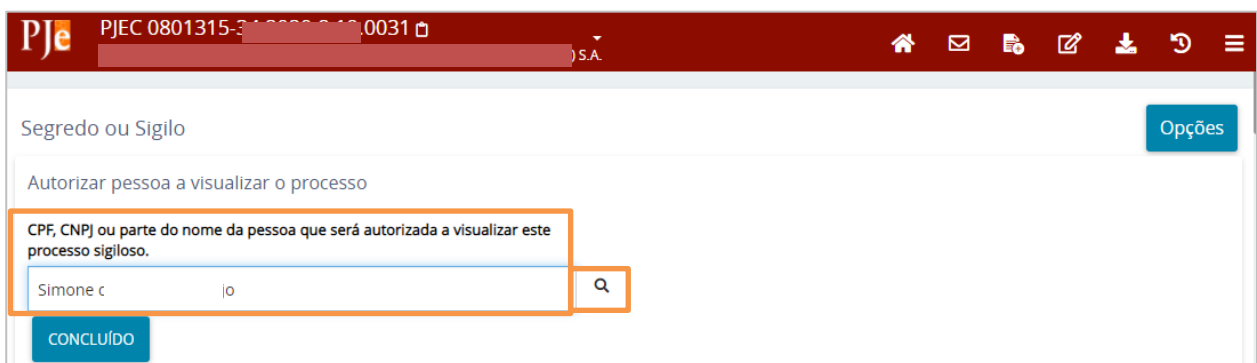 PJe
PJEC 0801315-3 .0031
) S.A.
Segredo ou Sigilo
Opções
Autorizar pessoa a visualizar o processo
CPF, CNPJ ou parte do nome da pessoa que será autorizada a visualizar este
processo sigiloso.
Simone c jo
CONCLUÍDO